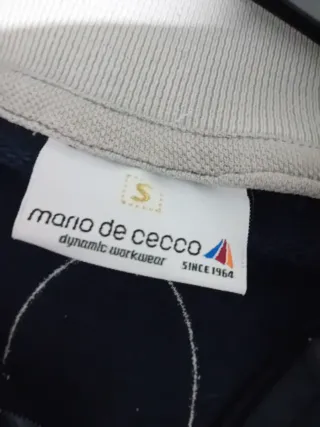 S
mario de cecco
dynamic workwear
SINCE 1964